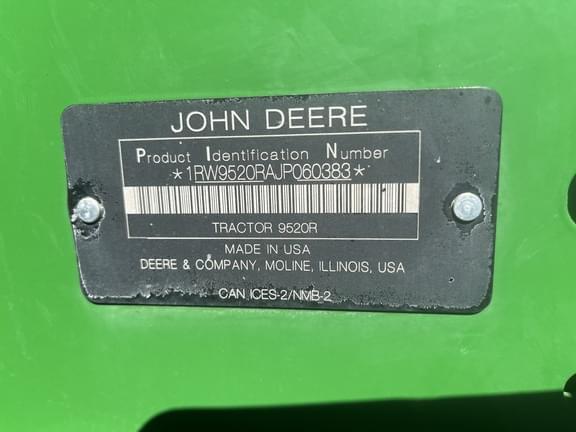 JOHN DEERE
Product Identification Number
*1RW9520RAJP060383*
TRACTOR 9520R
MADE IN USA
DEERE & COMPANY, MOLINE, ILLINOIS, USA
CAN ICES-2/NMB-2